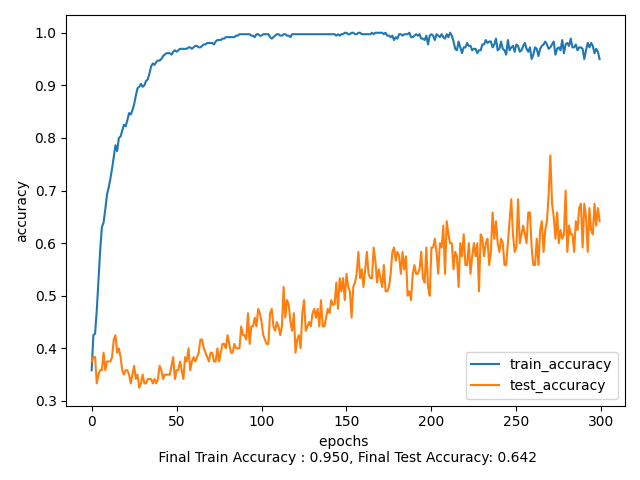 1.0
0.9
0.8
0.7
0.6
0.5
0.4
0.3
accuracy
train_accuracy
test_accuracy
0 50 100 150 200 250 300
epochs
Final Train Accuracy : 0.950, Final Test Accuracy: 0.642